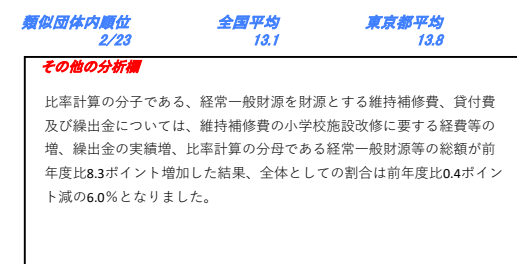 類似団体内順位 全国平均 東京都平均
2/23 13.1 13.8
その他の分析欄
比率計算の分子である、経常一般財源を財源とする維持補修費、貸付費
及び繰出金については、維持補修費の小学校施設改修に要する経費等の
増、繰出金の実績増、比率計算の分母である経常一般財源等の総額が前
年度比8.3ポイント増加した結果、全体としての割合は前年度比0.4ポイン
ト減の6.0％となりました。